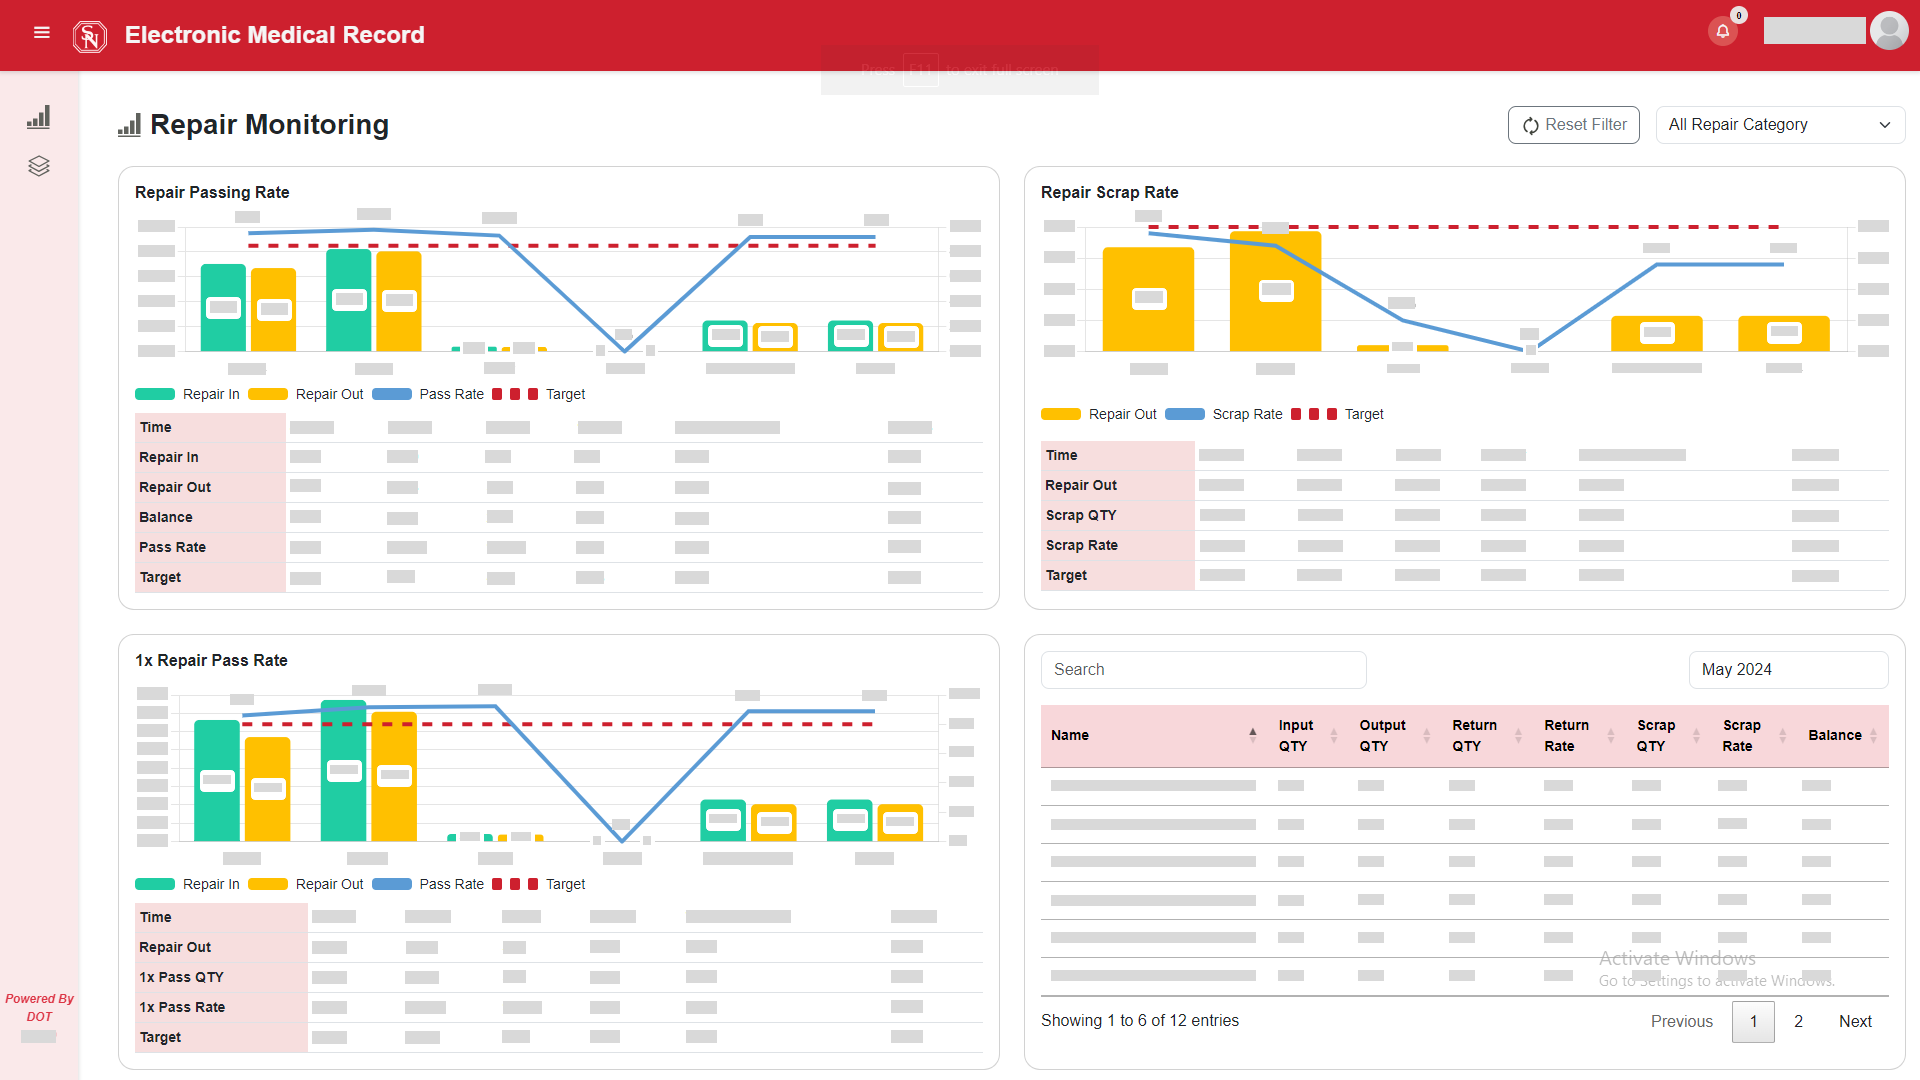 Electronic Medical Record
0
Press F11 to exit full screen
Repair Monitoring
Reset Filter
All Repair Category
Repair Passing Rate
Repair In Repair Out Pass Rate Target
Time
Repair In
Repair Out
Balance
Pass Rate
Target
Repair Scrap Rate
Repair Out Scrap Rate Target
Time
Repair Out
Scrap QTY
Scrap Rate
Target
1x Repair Pass Rate
Repair In Repair Out Pass Rate Target
Time
Repair Out
1x Pass QTY
1x Pass Rate
Target
Search
May 2024
Name Input QTY Output QTY Return QTY Return Rate Scrap QTY Scrap Rate Balance
Activate Windows
Go to Settings to activate Windows.
Showing 1 to 6 of 12 entries
Previous 1 2 Next
Powered By
DOT